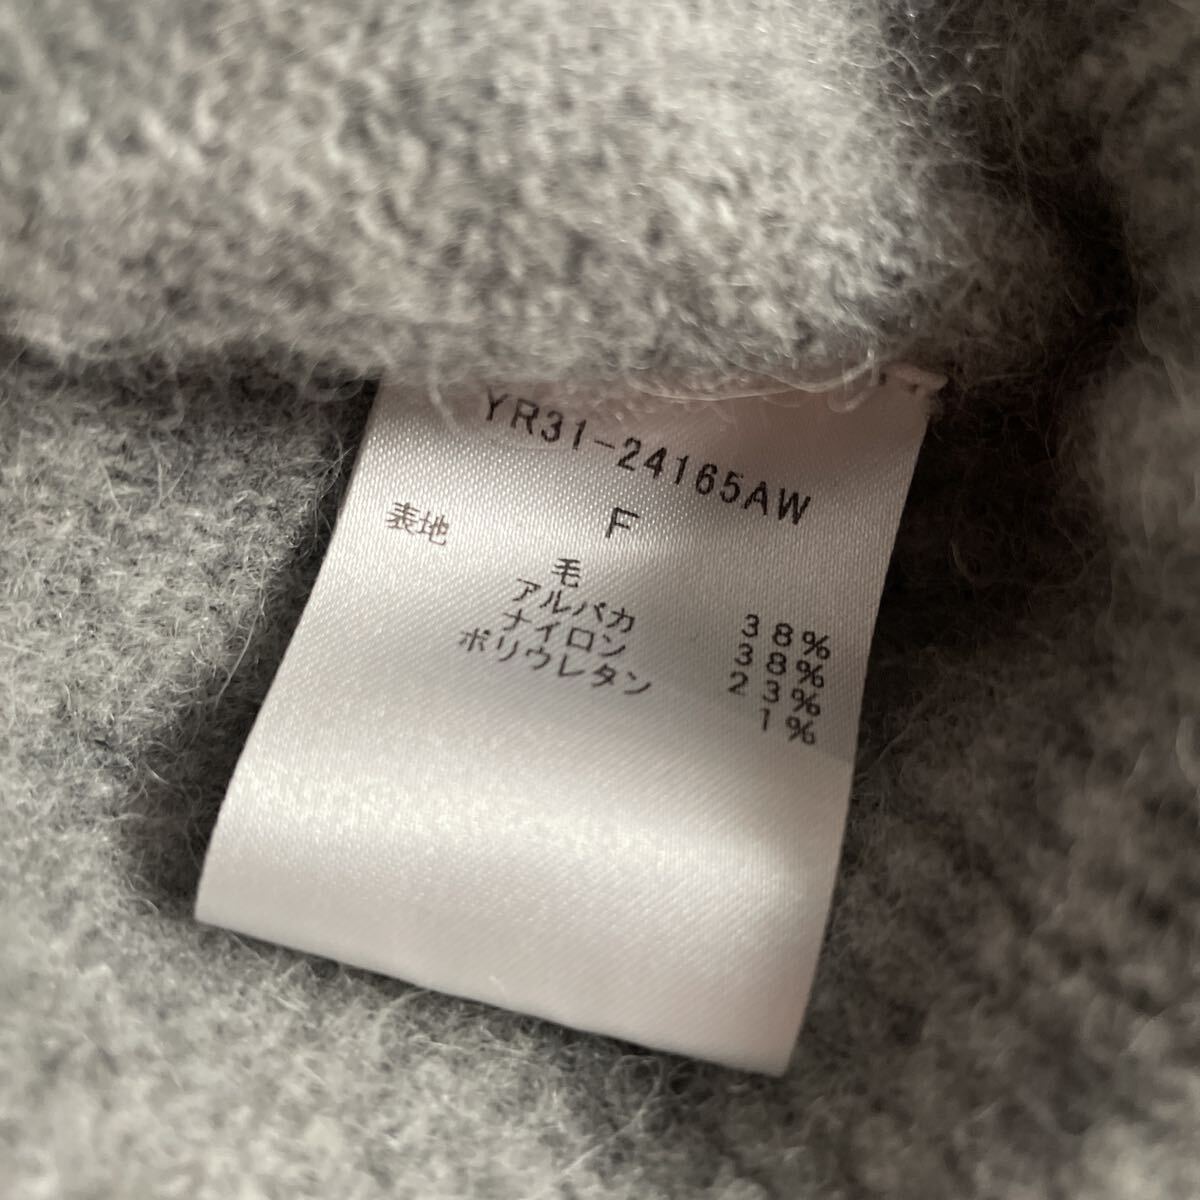 YR31-24165AW
F
表地
毛 38%
アルパカ 38%
ナイロン 23%
ポリウレタン 1%